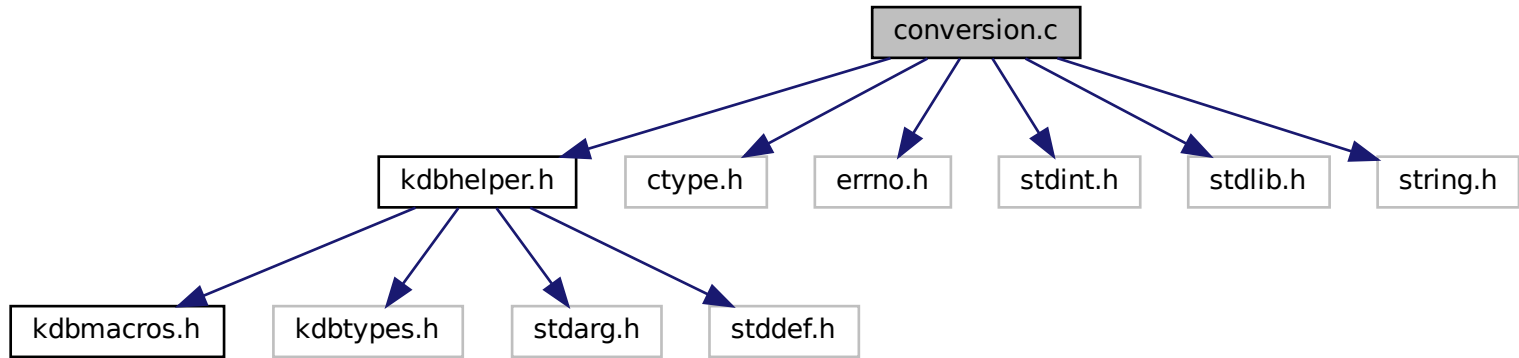 conversion.c
kdbhelper.h
ctype.h
errno.h
stdint.h
stdlib.h
string.h
kdbmacros.h
kdbtypes.h
stdarg.h
stddef.h